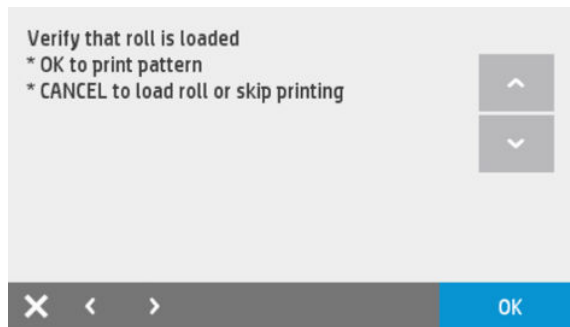 Verify that roll is loaded
* OK to print pattern
* CANCEL to load roll or skip printing
OK